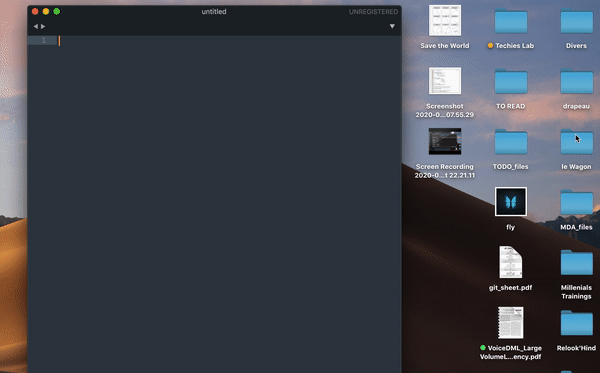 untitled
UNREGISTERED
1
Save the World
Techies Lab
Divers
Screenshot
2020-0...07.55.29
TO READ
drapeau
Screen Recording
2020-0...t 22.21.11
TODO_files
le Wagon
fly
MDA_files
git_sheet.pdf
Millenials
Trainings
VoiceDML_Large
VolumeL...ency.pdf
Relook'Hind